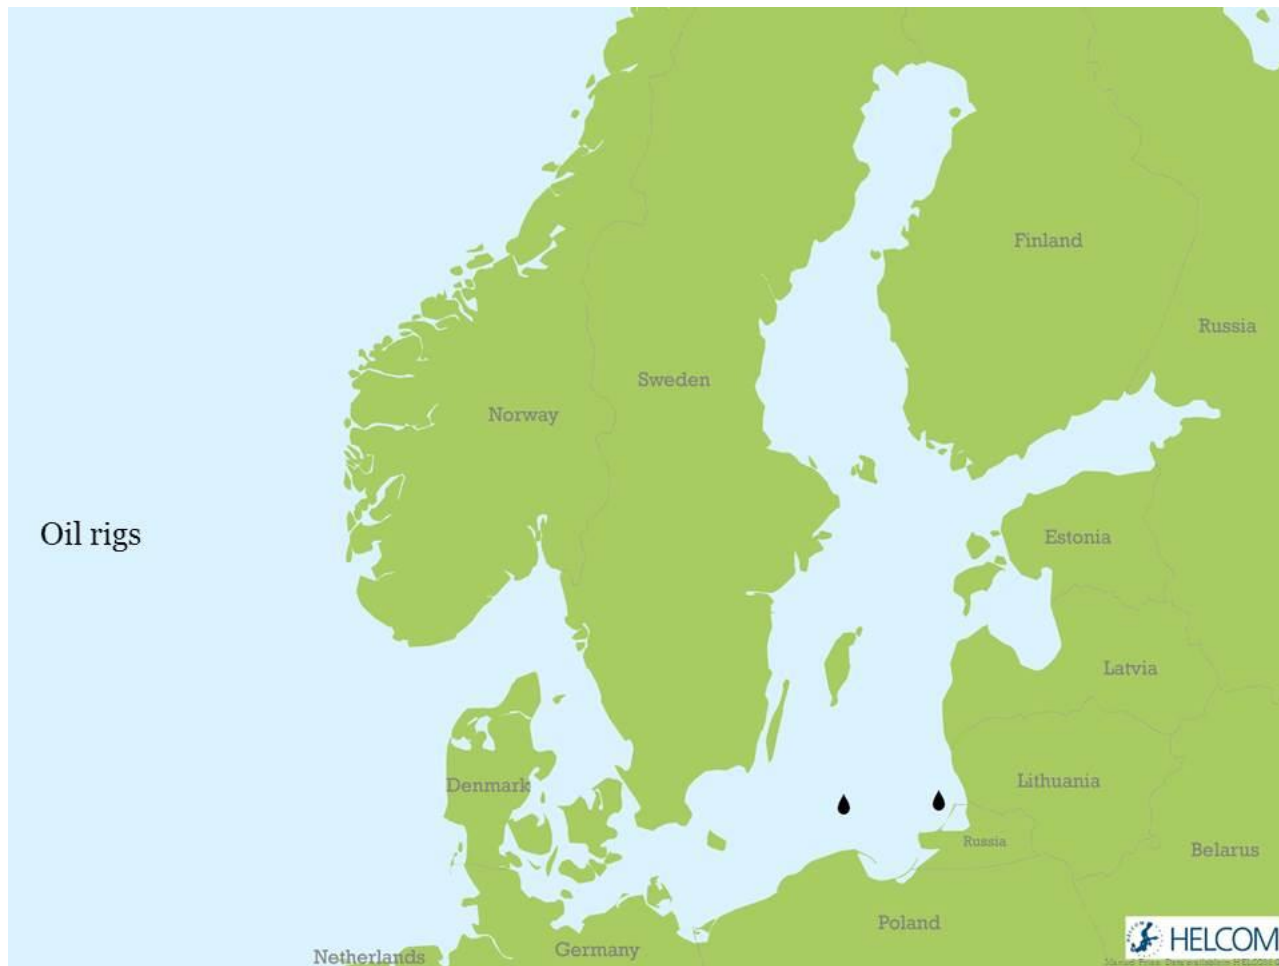 Finland
Russia
Sweden
Norway
Oil rigs
Estonia
Latvia
Denmark
Lithuania
Russia
Belarus
Poland
HELCOM
Netherlands
Germany